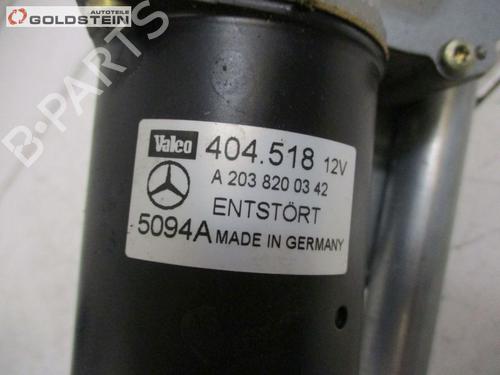 AUTOTEILE
GOLDSTEIN
B-PARTS
Valeo 404.518 12V
A 203 820 03 42
ENTSTÖRT
5094A MADE IN GERMANY